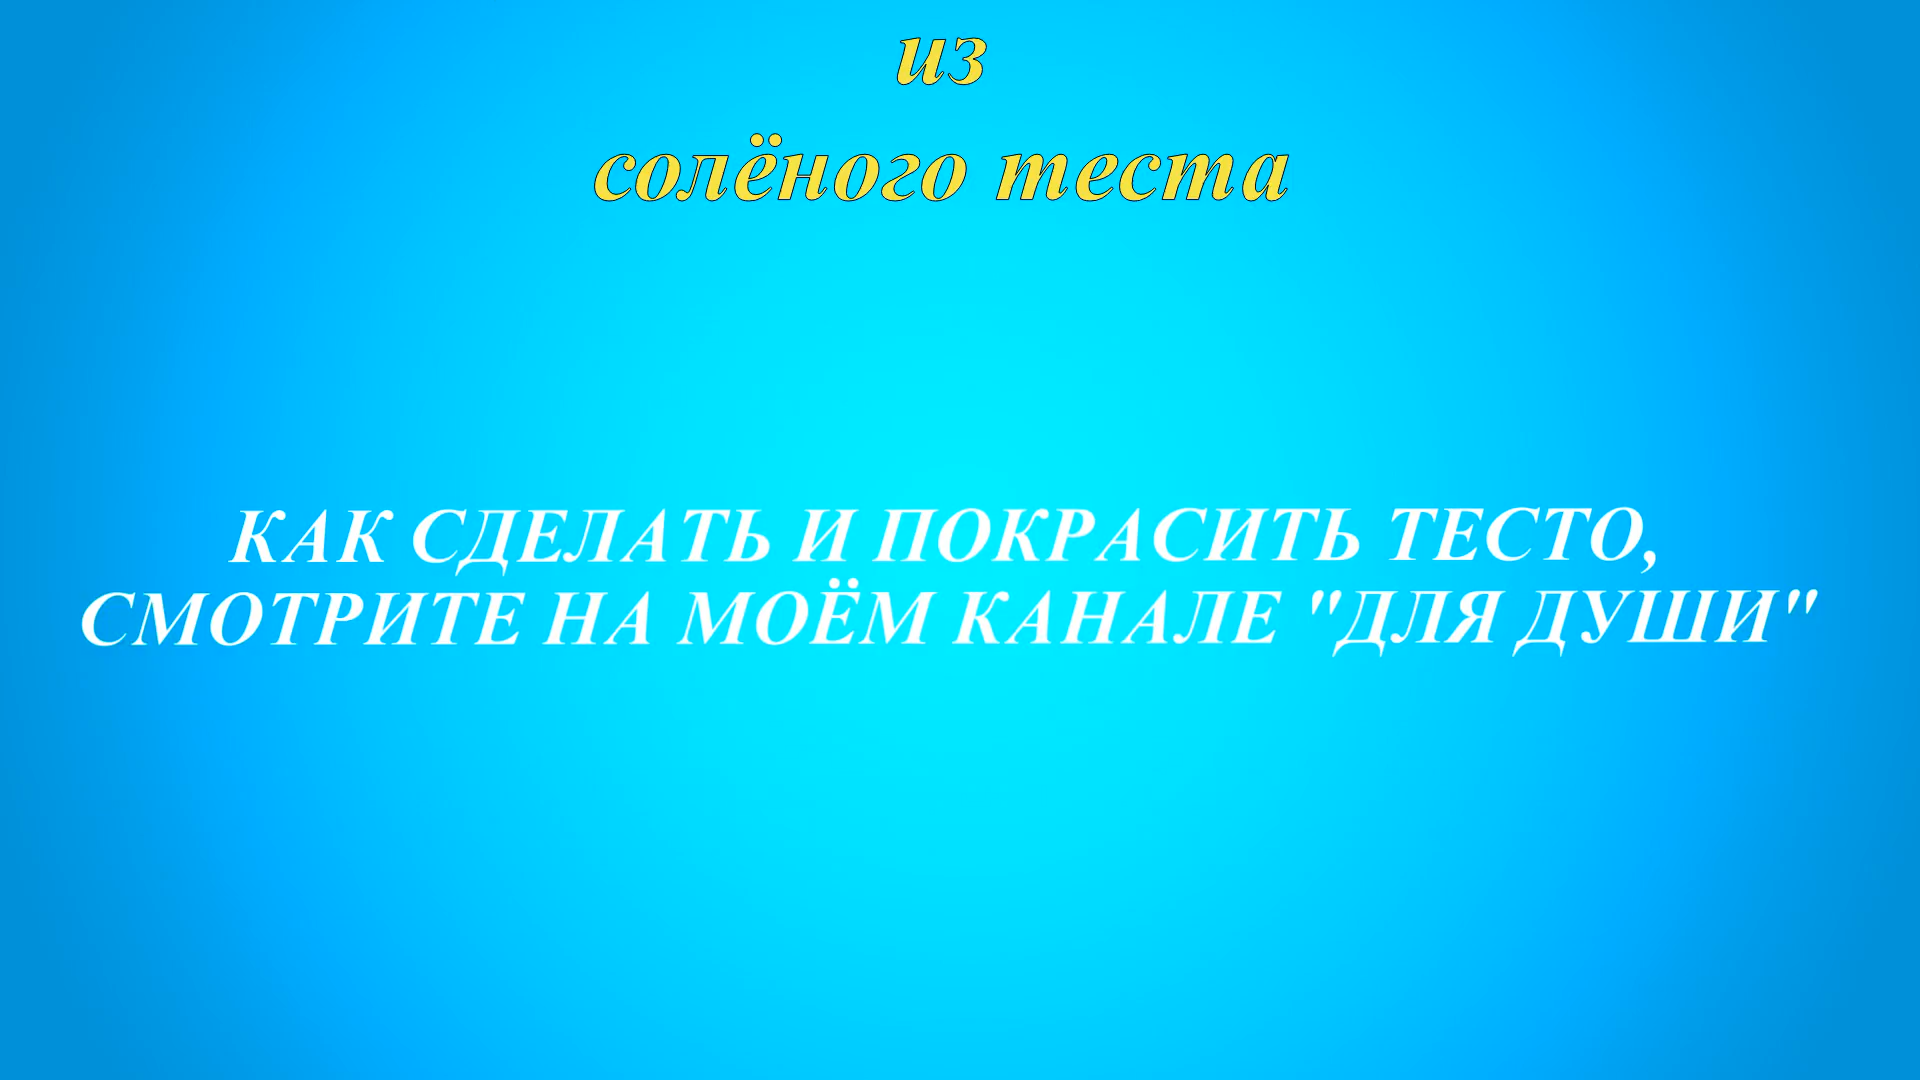 из
солёного теста
КАК СДЕЛАТЬ И ПОКРАСИТЬ ТЕСТО,
СМОТРИТЕ НА МОЁМ КАНАЛЕ "ДЛЯ ДУШИ"